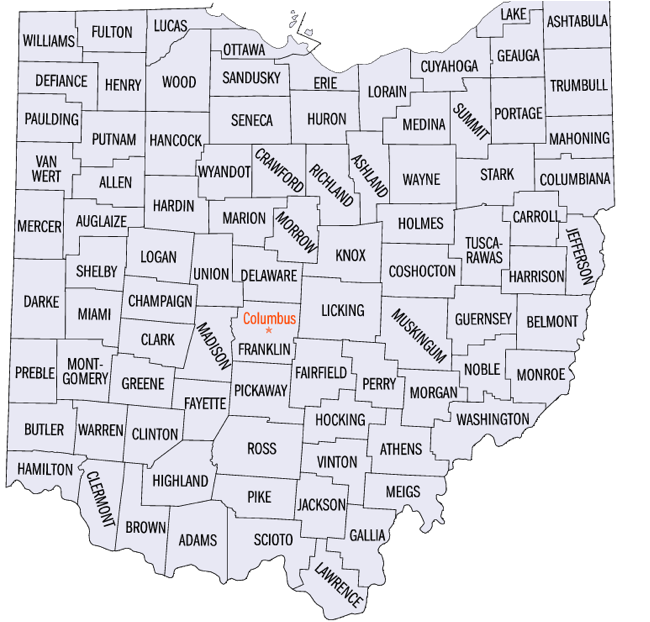 LAKE
ASHTABULA
LUCAS
FULTON
WILLIAMS
OTTAWA
GEAUGA
CUYAHOGA
DEFIANCE
HENRY
WOOD
SANDUSKY
ERIE
LORAIN
TRUMBULL
PAULDING
SENECA
HURON
MEDINA
SUMMIT
PORTAGE
PUTNAM
HANCOCK
MAHONING
VAN
WERT
ALLEN
WYANDOT
CRAWFORD
RICHLAND
ASHLAND
WAYNE
STARK
COLUMBIANA
HARDIN
MERCER
AUGLAIZE
MARION
MORROW
HOLMES
CARROLL
TUSCA-
RAWAS
JEFFERSON
LOGAN
UNION
KNOX
SHELBY
DELAWARE
COSHOCTON
HARRISON
DARKE
MIAMI
CHAMPAIGN
LICKING
MUSKINGUM
GUERNSEY
BELMONT
Columbus
*
CLARK
MADISON
FRANKLIN
PREBLE
MONT-
GOMERY
GREENE
FAIRFIELD
PERRY
NOBLE
MONROE
FAYETTE
PICKAWAY
MORGAN
BUTLER
WARREN
CLINTON
HOCKING
WASHINGTON
ROSS
ATHENS
HAMILTON
VINTON
CLERMONT
HIGHLAND
PIKE
JACKSON
MEIGS
BROWN
ADAMS
SCIOTO
GALLIA
LAWRENCE